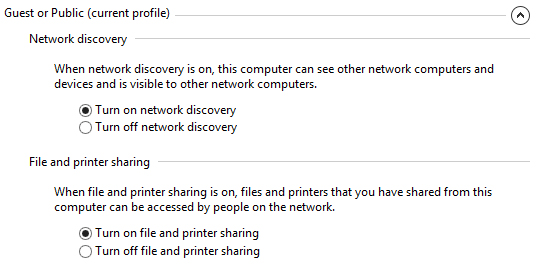 Guest or Public (current profile)
Network discovery
When network discovery is on, this computer can see other network computers and
devices and is visible to other network computers.
Turn on network discovery
Turn off network discovery
File and printer sharing
When file and printer sharing is on, files and printers that you have shared from this
computer can be accessed by people on the network.
Turn on file and printer sharing
Turn off file and printer sharing